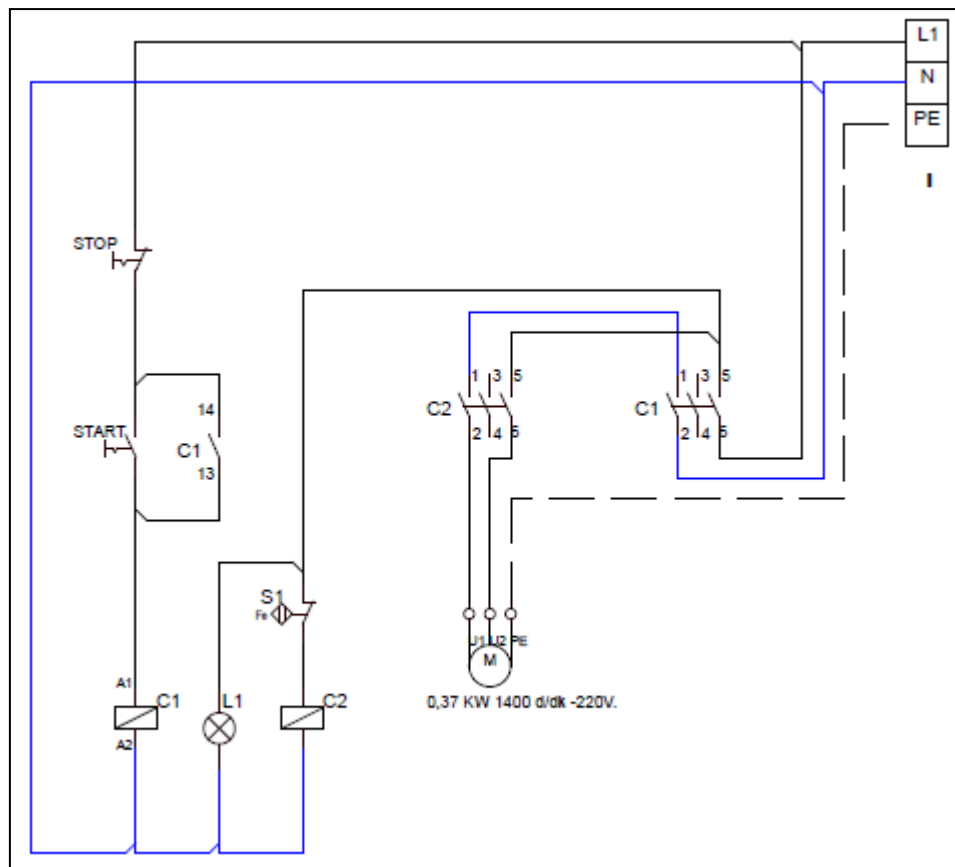 L1
N
PE
I
STOP
1 3 5
1 3 5
C2
C1
2 4 5
2 4 5
14
START
C1
13
S1
Fe
U1 U2 PE
M
A1
C1
L1
C2
0,37 KW 1400 d/dk -220V.
A2